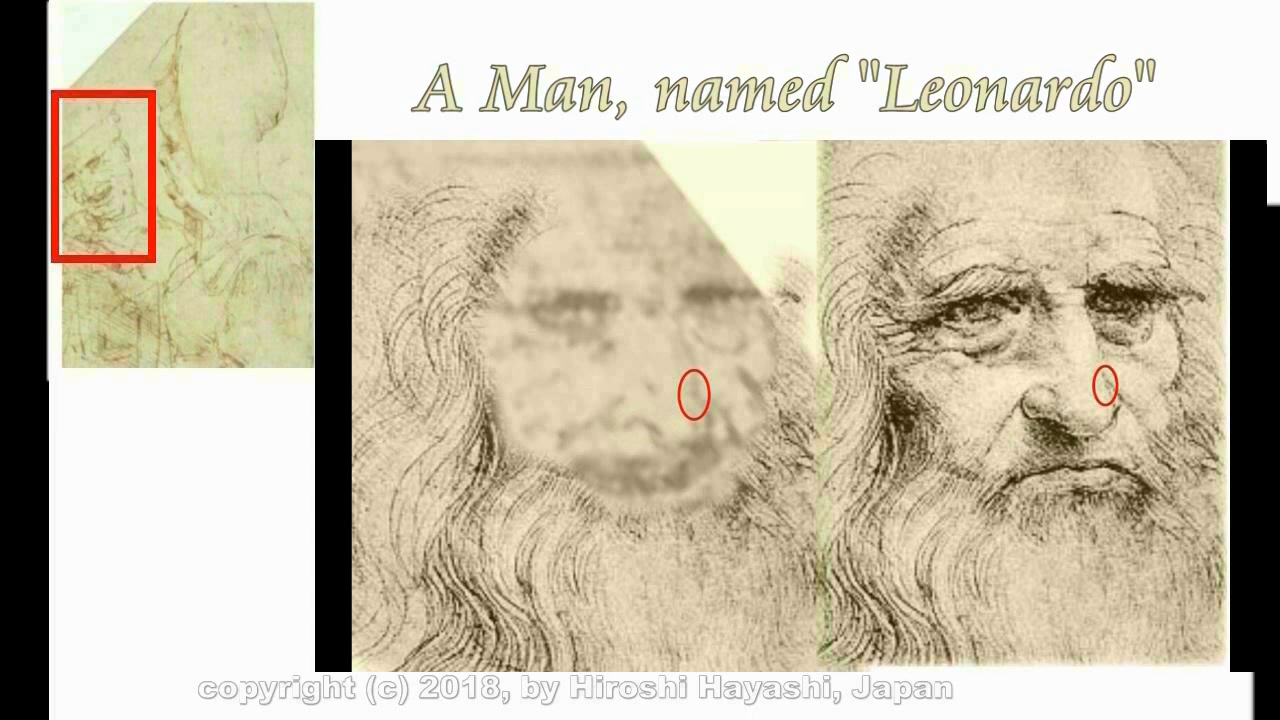 A Man, named "Leonardo"
copyright (c) 2018, by Hiroshi Hayashi, Japan